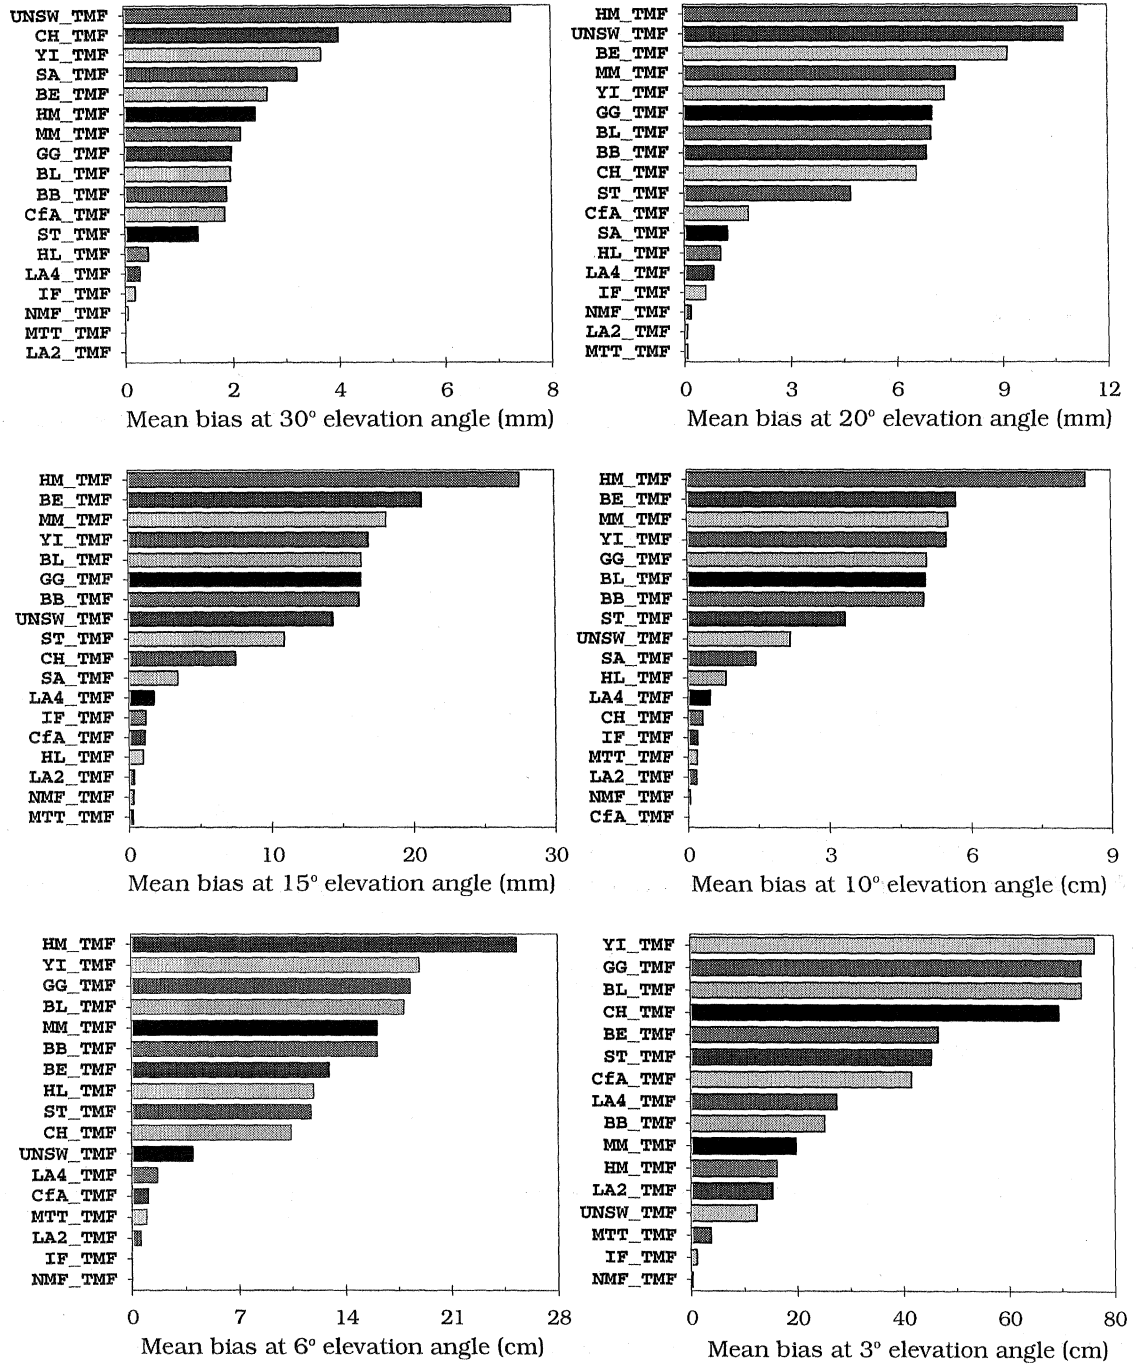 UNSW_TMF
CH_TMF
YI_TMF
SA_TMF
BE_TMF
HM_TMF
MM_TMF
GG_TMF
BL_TMF
BB_TMF
CfA_TMF
ST_TMF
HL_TMF
LA4_TMF
IF_TMF
NMF_TMF
MTT_TMF
LA2_TMF
0 2 4 6 8
Mean bias at 30° elevation angle (mm)
HM_TMF
UNSW_TMF
BE_TMF
MM_TMF
YI_TMF
GG_TMF
BL_TMF
BB_TMF
CH_TMF
ST_TMF
CfA_TMF
SA_TMF
HL_TMF
LA4_TMF
IF_TMF
NMF_TMF
LA2_TMF
MTT_TMF
0 3 6 9 12
Mean bias at 20° elevation angle (mm)
HM_TMF
BE_TMF
MM_TMF
YI_TMF
BL_TMF
GG_TMF
BB_TMF
UNSW_TMF
ST_TMF
CH_TMF
SA_TMF
LA4_TMF
IF_TMF
CfA_TMF
HL_TMF
LA2_TMF
NMF_TMF
MTT_TMF
0 10 20 30
Mean bias at 15° elevation angle (mm)
HM_TMF
BE_TMF
MM_TMF
YI_TMF
GG_TMF
BL_TMF
BB_TMF
ST_TMF
UNSW_TMF
SA_TMF
HL_TMF
LA4_TMF
CH_TMF
IF_TMF
MTT_TMF
LA2_TMF
NMF_TMF
CfA_TMF
0 3 6 9
Mean bias at 10° elevation angle (cm)
HM_TMF
YI_TMF
GG_TMF
BL_TMF
MM_TMF
BB_TMF
BE_TMF
HL_TMF
ST_TMF
CH_TMF
UNSW_TMF
LA4_TMF
CfA_TMF
MTT_TMF
LA2_TMF
IF_TMF
NMF_TMF
0 7 14 21 28
Mean bias at 6° elevation angle (cm)
YI_TMF
GG_TMF
BL_TMF
CH_TMF
BE_TMF
ST_TMF
CfA_TMF
LA4_TMF
BB_TMF
MM_TMF
HM_TMF
LA2_TMF
UNSW_TMF
MTT_TMF
IF_TMF
NMF_TMF
0 20 40 60 80
Mean bias at 3° elevation angle (cm)